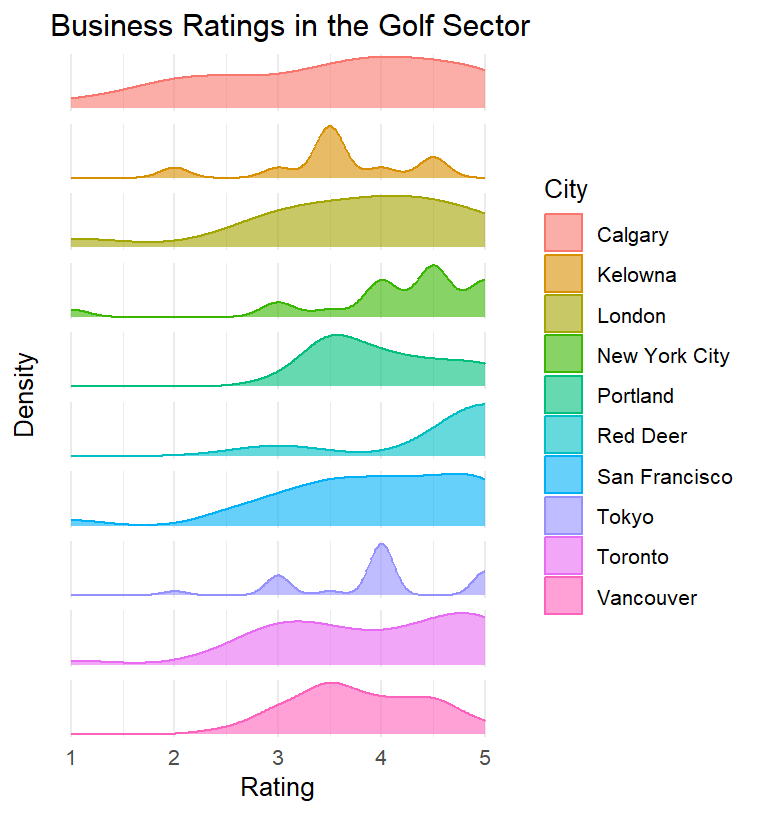 Business Ratings in the Golf Sector
Density
1 2 3 4 5
Rating
City
Calgary
Kelowna
London
New York City
Portland
Red Deer
San Francisco
Tokyo
Toronto
Vancouver